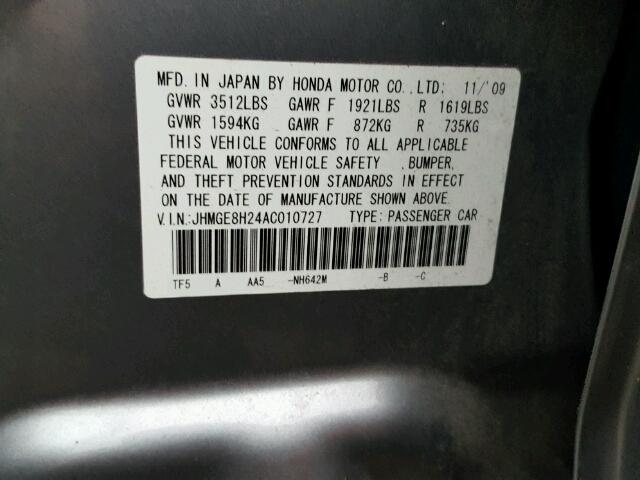 MFD. IN JAPAN BY HONDA MOTOR CO., LTD: 11/'09
GVWR 3512LBS GAWR F 1921LBS R 1619LBS
GVWR 1594KG GAWR F 872KG R 735KG
THIS VEHICLE CONFORMS TO ALL APPLICABLE
FEDERAL MOTOR VEHICLE SAFETY , BUMPER,
AND THEFT PREVENTION STANDARDS IN EFFECT
ON THE DATE OF MANUFACTURE SHOWN ABOVE.
V.I.N.:JHMGE8H24AC010727 TYPE: PASSENGER CAR
TF5 A AA5 -NH642M -B -C